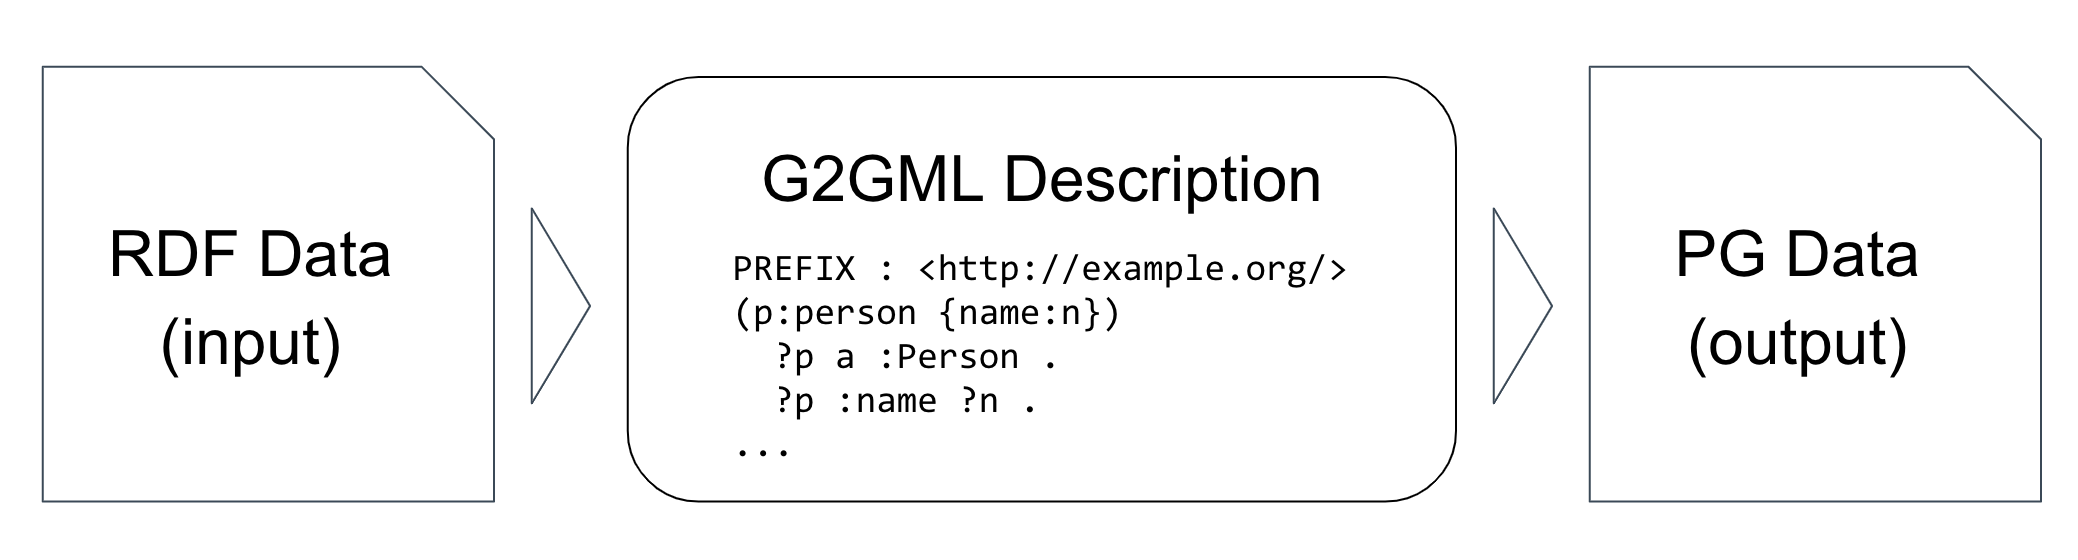 RDF Data
(input)
G2GML Description
PREFIX : <http://example.org/>
(p:person {name:n})
  ?p a :Person .
  ?p :name ?n .
...
PG Data
(output)